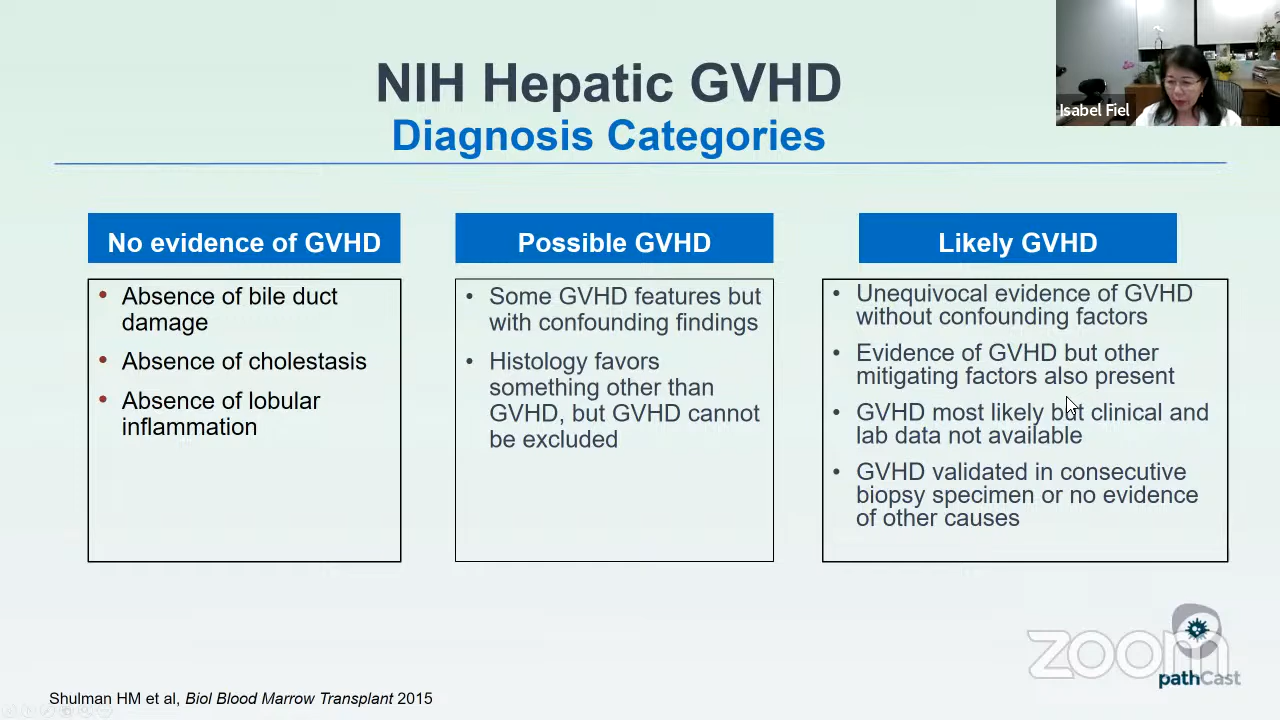 NIH Hepatic GVHD
Diagnosis Categories
Isabel Fiel
No evidence of GVHD
• Absence of bile duct
damage
• Absence of cholestasis
• Absence of lobular
inflammation
Possible GVHD
• Some GVHD features but
with confounding findings
• Histology favors
something other than
GVHD, but GVHD cannot
be excluded
Likely GVHD
• Unequivocal evidence of GVHD
without confounding factors
• Evidence of GVHD but other
mitigating factors also present
• GVHD most likely but clinical and
lab data not available
• GVHD validated in consecutive
biopsy specimen or no evidence
of other causes
zoom
pathCast
Shulman HM et al, Biol Blood Marrow Transplant 2015